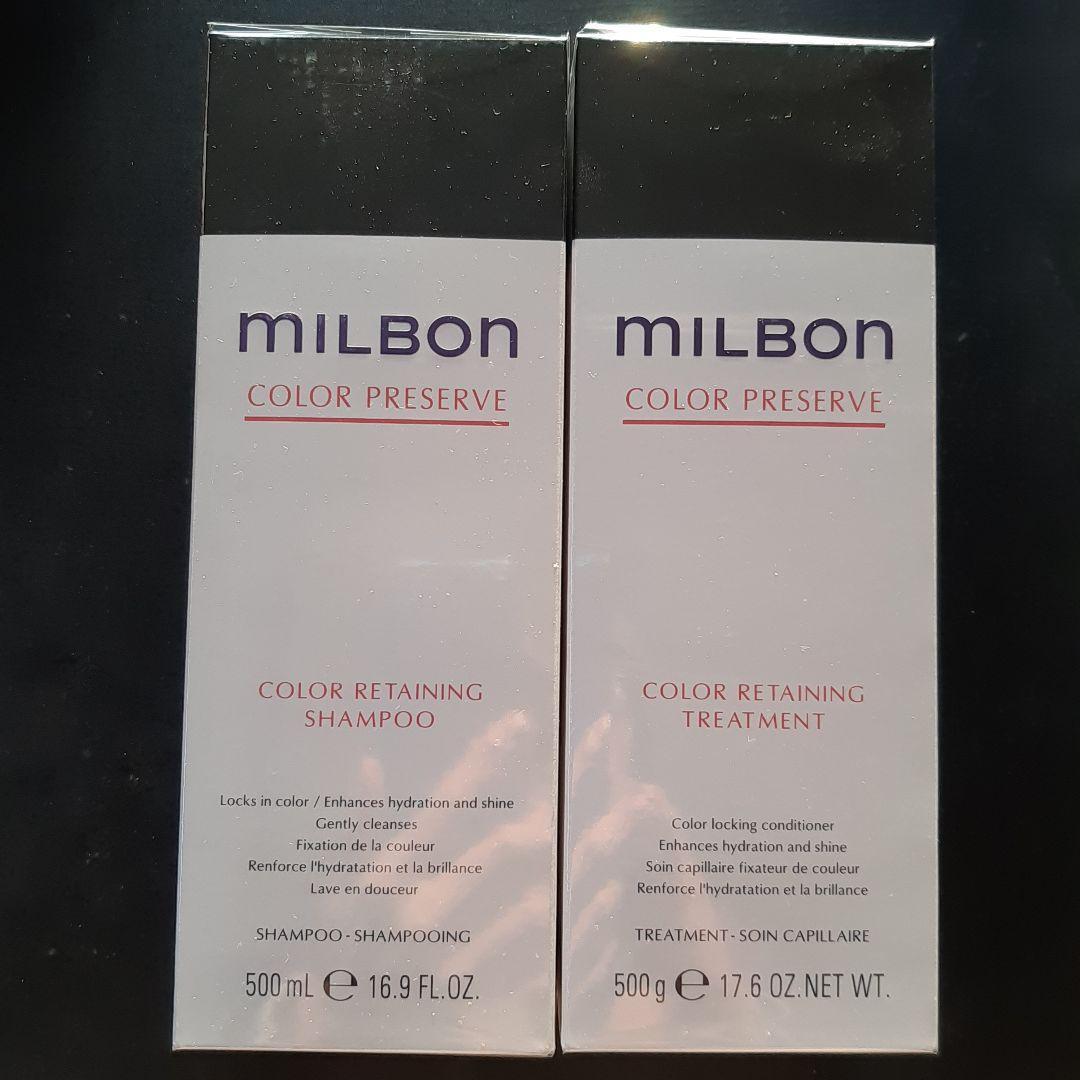 mILBon
COLOR PRESERVE
COLOR RETAINING
SHAMPOO
Locks in color / Enhances hydration and shine
Gently cleanses
Fixation de la couleur
Renforce l'hydratation et la brillance
Lave en douceur
SHAMPOO - SHAMPOOING
500 mL ℮ 16.9 FL.OZ.
mILBon
COLOR PRESERVE
COLOR RETAINING
TREATMENT
Color locking conditioner
Enhances hydration and shine
Soin capillaire fixateur de couleur
Renforce l'hydratation et la brillance
TREATMENT - SOIN CAPILLAIRE
500 g ℮ 17.6 OZ. NET WT.